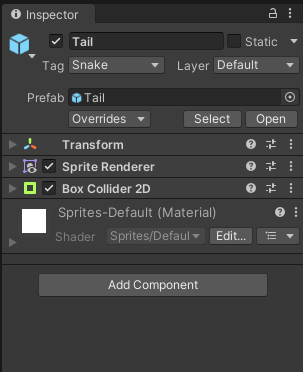 Inspector
Tail
Static
Tag Snake Layer Default
Prefab Tail
Overrides Select Open
Transform
Sprite Renderer
Box Collider 2D
Sprites-Default (Material)
Shader Sprites/Defaul Edit...
Add Component